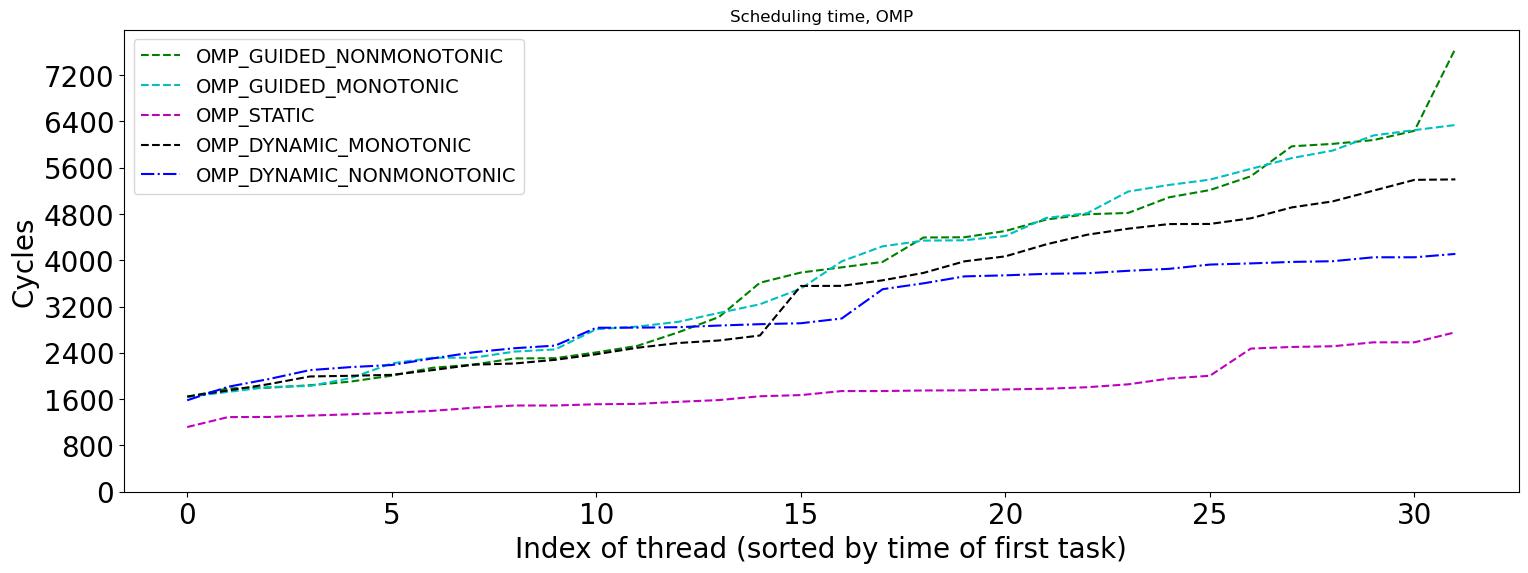 Scheduling time, OMP
OMP_GUIDED_NONMONOTONIC
OMP_GUIDED_MONOTONIC
OMP_STATIC
OMP_DYNAMIC_MONOTONIC
OMP_DYNAMIC_NONMONOTONIC
Cycles
7200
6400
5600
4800
4000
3200
2400
1600
800
0
0 5 10 15 20 25 30
Index of thread (sorted by time of first task)